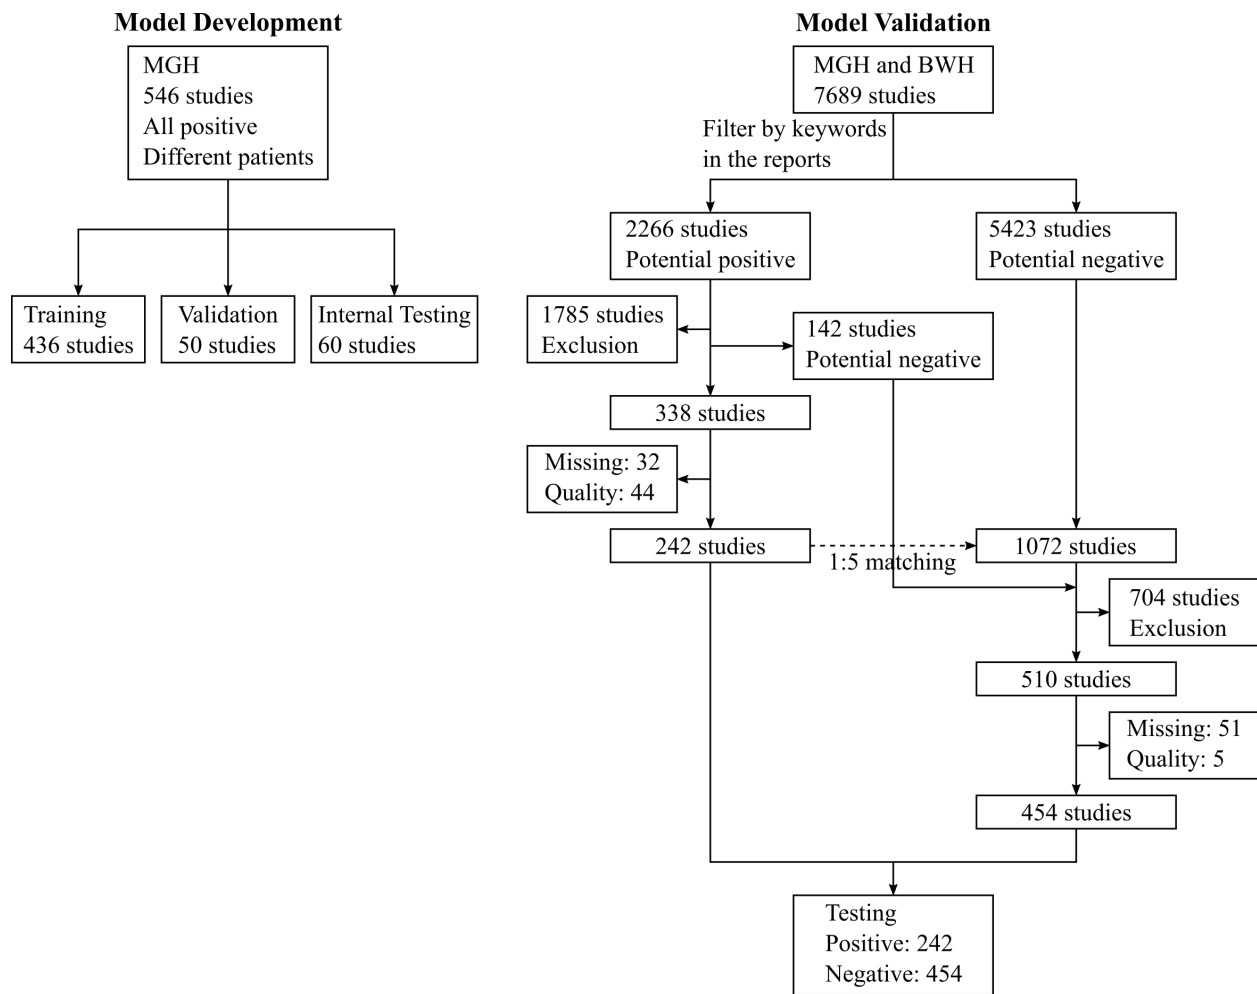 Model Development
MGH
546 studies
All positive
Different patients
Training
436 studies
Validation
50 studies
Internal Testing
60 studies
Model Validation
MGH and BWH
7689 studies
Filter by keywords
in the reports
2266 studies
Potential positive
5423 studies
Potential negative
1785 studies
Exclusion
142 studies
Potential negative
338 studies
Missing: 32
Quality: 44
242 studies
1:5 matching
1072 studies
704 studies
Exclusion
510 studies
Missing: 51
Quality: 5
454 studies
Testing
Positive: 242
Negative: 454